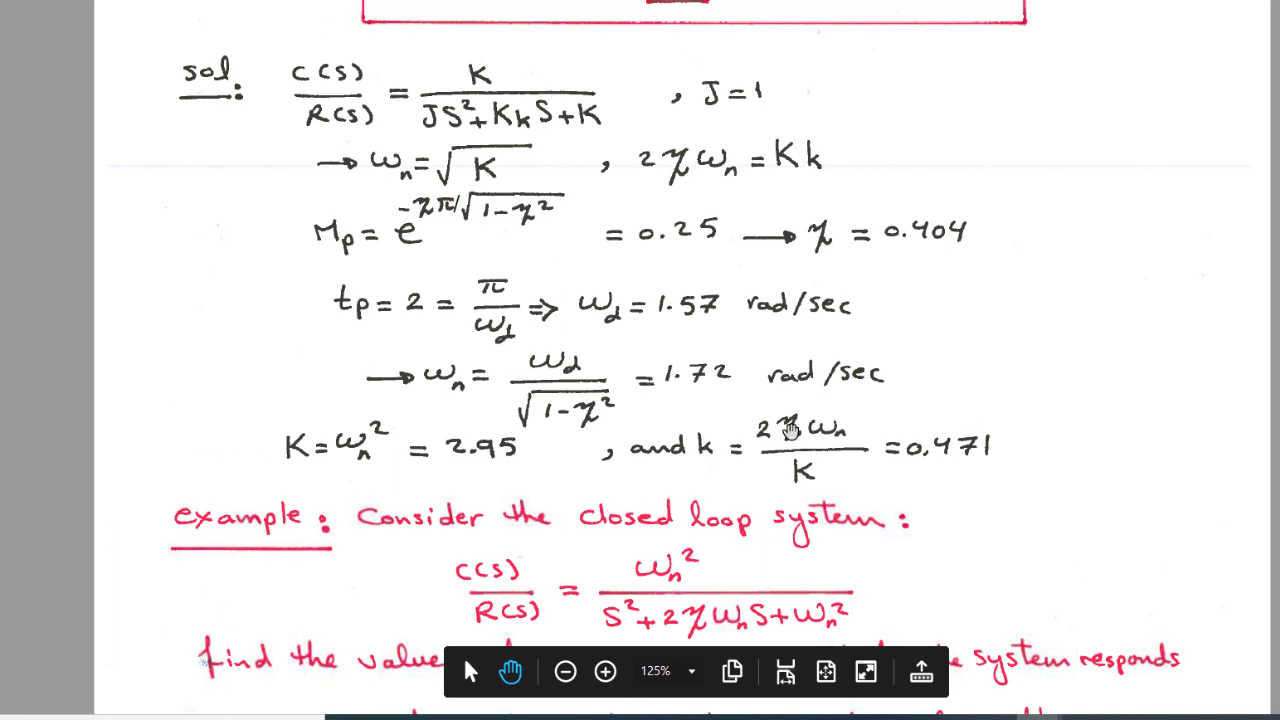 sol : C(S)/R(S) = K/(JS²+KkS+K) , J=1
→ ωn = √K , 2ζωn = Kk
Mp = e^(-ζπ/√(1-ζ²)) = 0.25 → ζ = 0.404
tp = 2 = π/ωd ⇒ ωd = 1.57 rad/sec
→ ωn = ωd/√(1-ζ²) = 1.72 rad/sec
K = ωn² = 2.95 , and k = 2ζωn/K = 0.471
example : Consider the closed loop system :
C(S)/R(S) = ωn²/(S²+2ζωnS+ωn²)
find the value system responds
125%